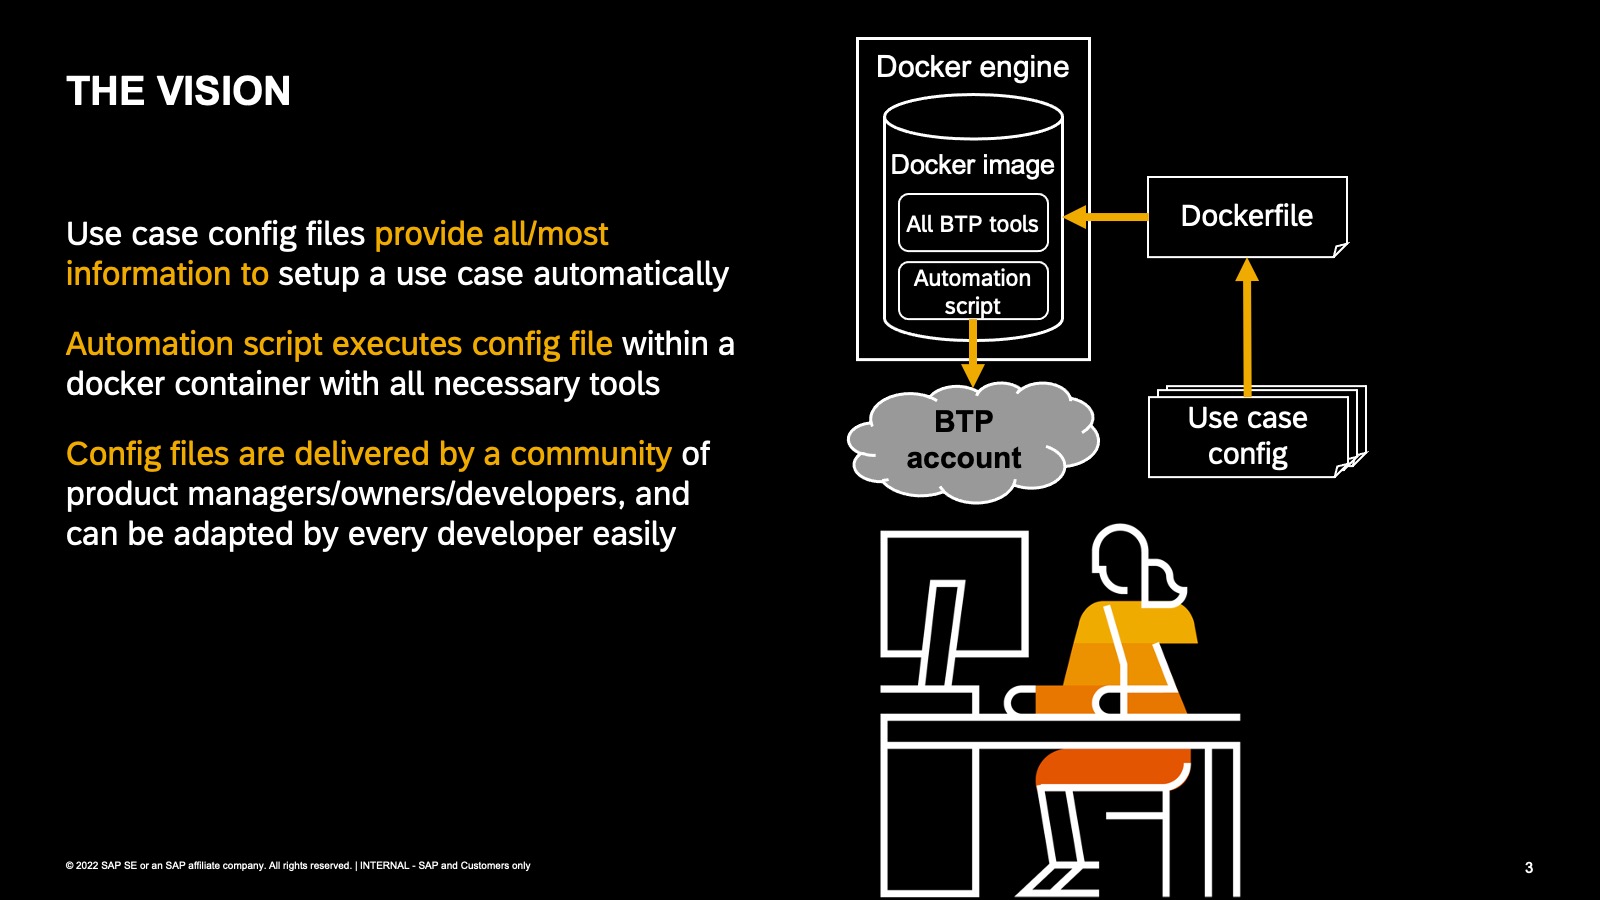 THE VISION
Use case config files provide all/most
information to setup a use case automatically
Automation script executes config file within a
docker container with all necessary tools
Config files are delivered by a community of
product managers/owners/developers, and
can be adapted by every developer easily
Docker engine
Docker image
All BTP tools
Automation
script
Dockerfile
BTP
account
Use case
config
© 2022 SAP SE or an SAP affiliate company. All rights reserved. | INTERNAL - SAP and Customers only
3